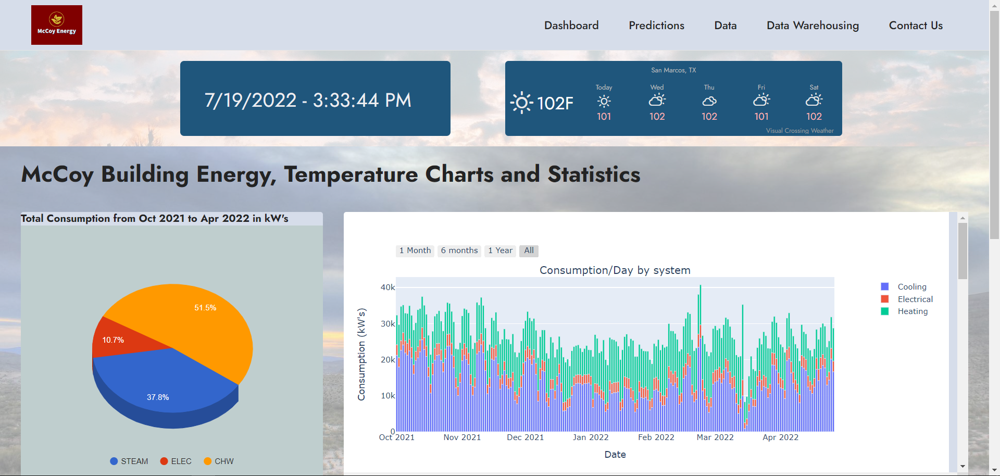 McCoy Energy
Dashboard
Predictions
Data
Data Warehousing
Contact Us
7/19/2022 - 3:33:44 PM
San Marcos, TX
102F
Today
Wed
Thu
Fri
Sat
101
102
102
101
102
Visual Crossing Weather
McCoy Building Energy, Temperature Charts and Statistics
Total Consumption from Oct 2021 to Apr 2022 in kW's
51.5%
10.7%
37.8%
STEAM
ELEC
CHW
1 Month
6 months
1 Year
All
Consumption/Day by system
40k
30k
20k
10k
0
Consumption (kW's)
Oct 2021
Nov 2021
Dec 2021
Jan 2022
Feb 2022
Mar 2022
Apr 2022
Date
Cooling
Electrical
Heating